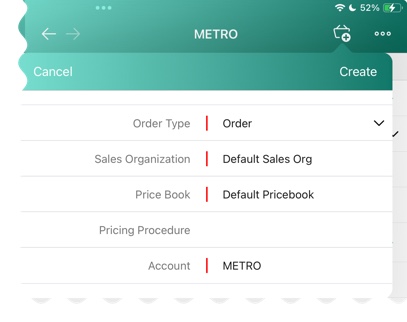 52%
METRO
Cancel Create
Order Type Order
Sales Organization Default Sales Org
Price Book Default Pricebook
Pricing Procedure
Account METRO